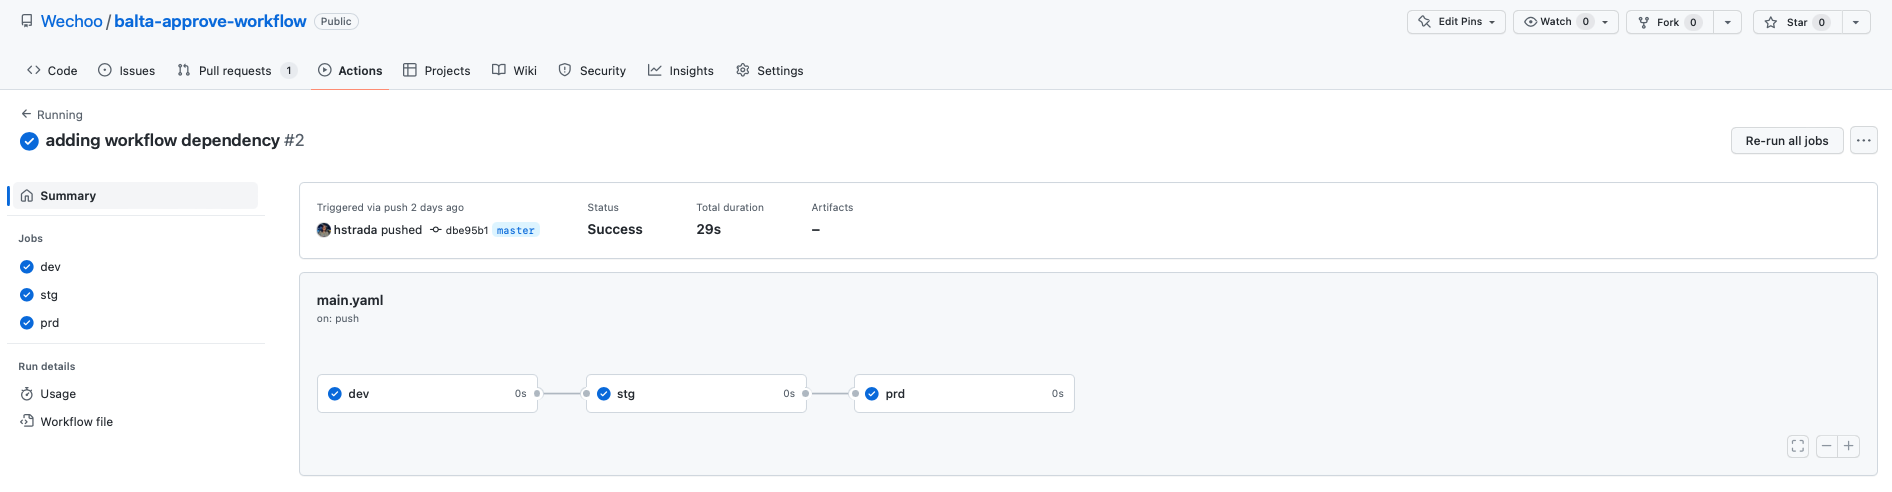 Wechoo / balta-approve-workflow Public
Edit Pins Watch 0 Fork 0 Star 0
Code Issues Pull requests 1 Actions Projects Wiki Security Insights Settings
← Running
adding workflow dependency #2
Re-run all jobs ···
Summary
Jobs
dev
stg
prd
Run details
Usage
Workflow file
Triggered via push 2 days ago Status Total duration Artifacts
hstrada pushed dbe95b1 master Success 29s –
main.yaml
on: push
dev 0s stg 0s prd 0s